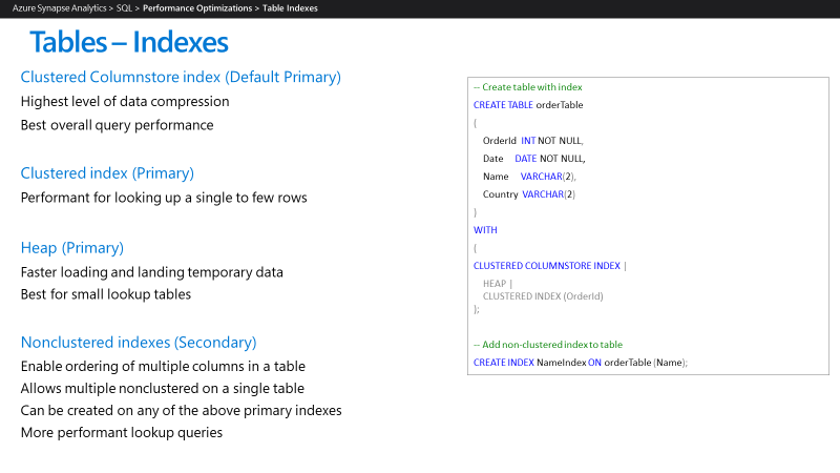 Azure Synapse Analytics > SQL > Performance Optimizations > Table Indexes
Tables – Indexes
Clustered Columnstore index (Default Primary)
Highest level of data compression
Best overall query performance
Clustered index (Primary)
Performant for looking up a single to few rows
Heap (Primary)
Faster loading and landing temporary data
Best for small lookup tables
Nonclustered indexes (Secondary)
Enable ordering of multiple columns in a table
Allows multiple nonclustered on a single table
Can be created on any of the above primary indexes
More performant lookup queries
-- Create table with index
CREATE TABLE orderTable
(
OrderId INT NOT NULL,
Date DATE NOT NULL,
Name VARCHAR(2),
Country VARCHAR(2)
)
WITH
(
CLUSTERED COLUMNSTORE INDEX |
HEAP |
CLUSTERED INDEX (OrderId)
);
-- Add non-clustered index to table
CREATE INDEX NameIndex ON orderTable (Name);